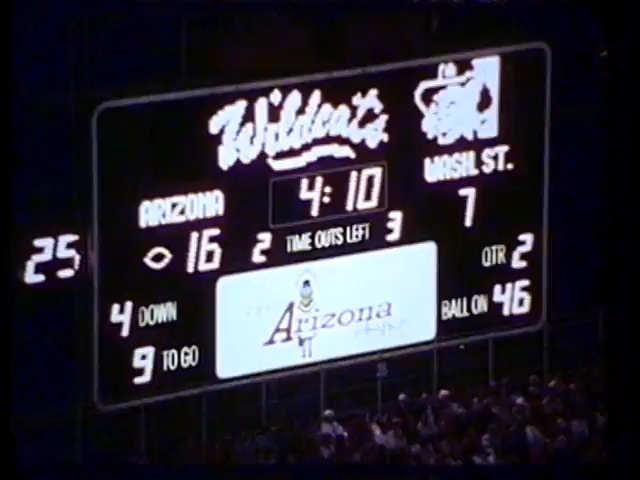 Wildcats
ARIZONA 4:10 WASH. ST.
25 16 2 TIME OUTS LEFT 3 7
4 DOWN QTR 2
9 TO GO BALL ON 46
Arizona